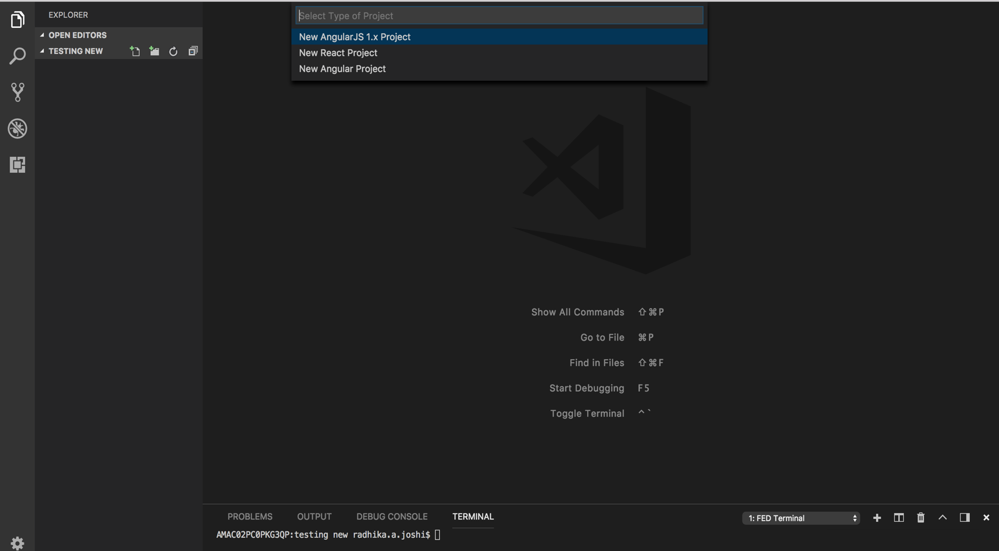 EXPLORER
OPEN EDITORS
TESTING NEW
Select Type of Project
New AngularJS 1.x Project
New React Project
New Angular Project
Show All Commands ⇧⌘P
Go to File ⌘P
Find in Files ⇧⌘F
Start Debugging F5
Toggle Terminal ^`
PROBLEMS OUTPUT DEBUG CONSOLE TERMINAL 1: FED Terminal
AMAC02PC0PKG3QP:testing new radhika.a.joshi$